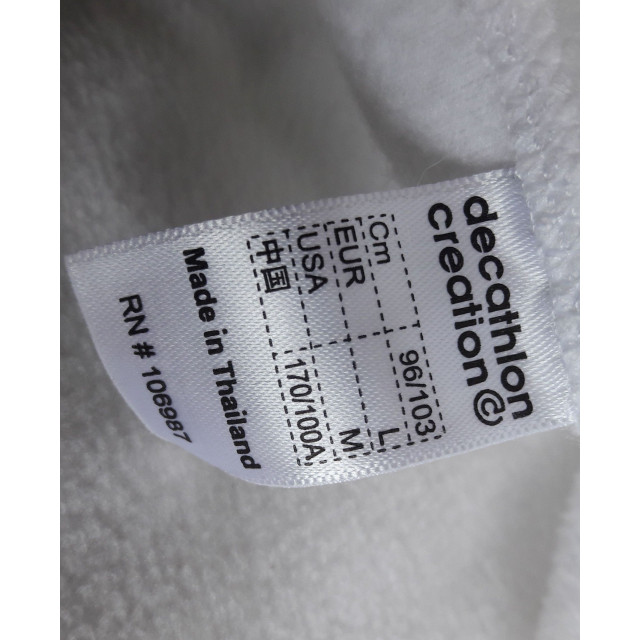 decathlon
creation©
Cm 96/103
EUR L
USA M
中国 170/100A
Made in Thailand
RN # 106987